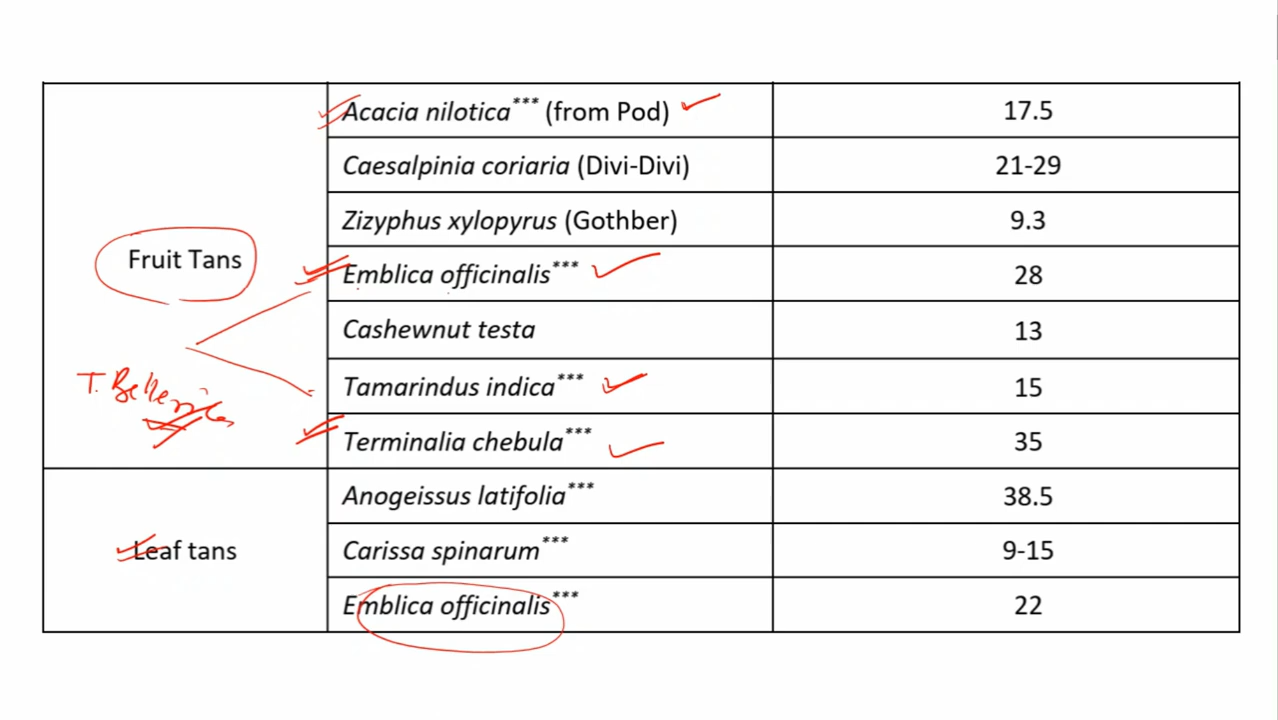 Acacia nilotica*** (from Pod) 17.5
Caesalpinia coriaria (Divi-Divi) 21-29
Zizyphus xylopyrus (Gothber) 9.3
Fruit Tans
Emblica officinalis*** 28
Cashewnut testa 13
T. Bellerica
Tamarindus indica*** 15
Terminalia chebula*** 35
Anogeissus latifolia*** 38.5
Leaf tans
Carissa spinarum*** 9-15
Emblica officinalis*** 22